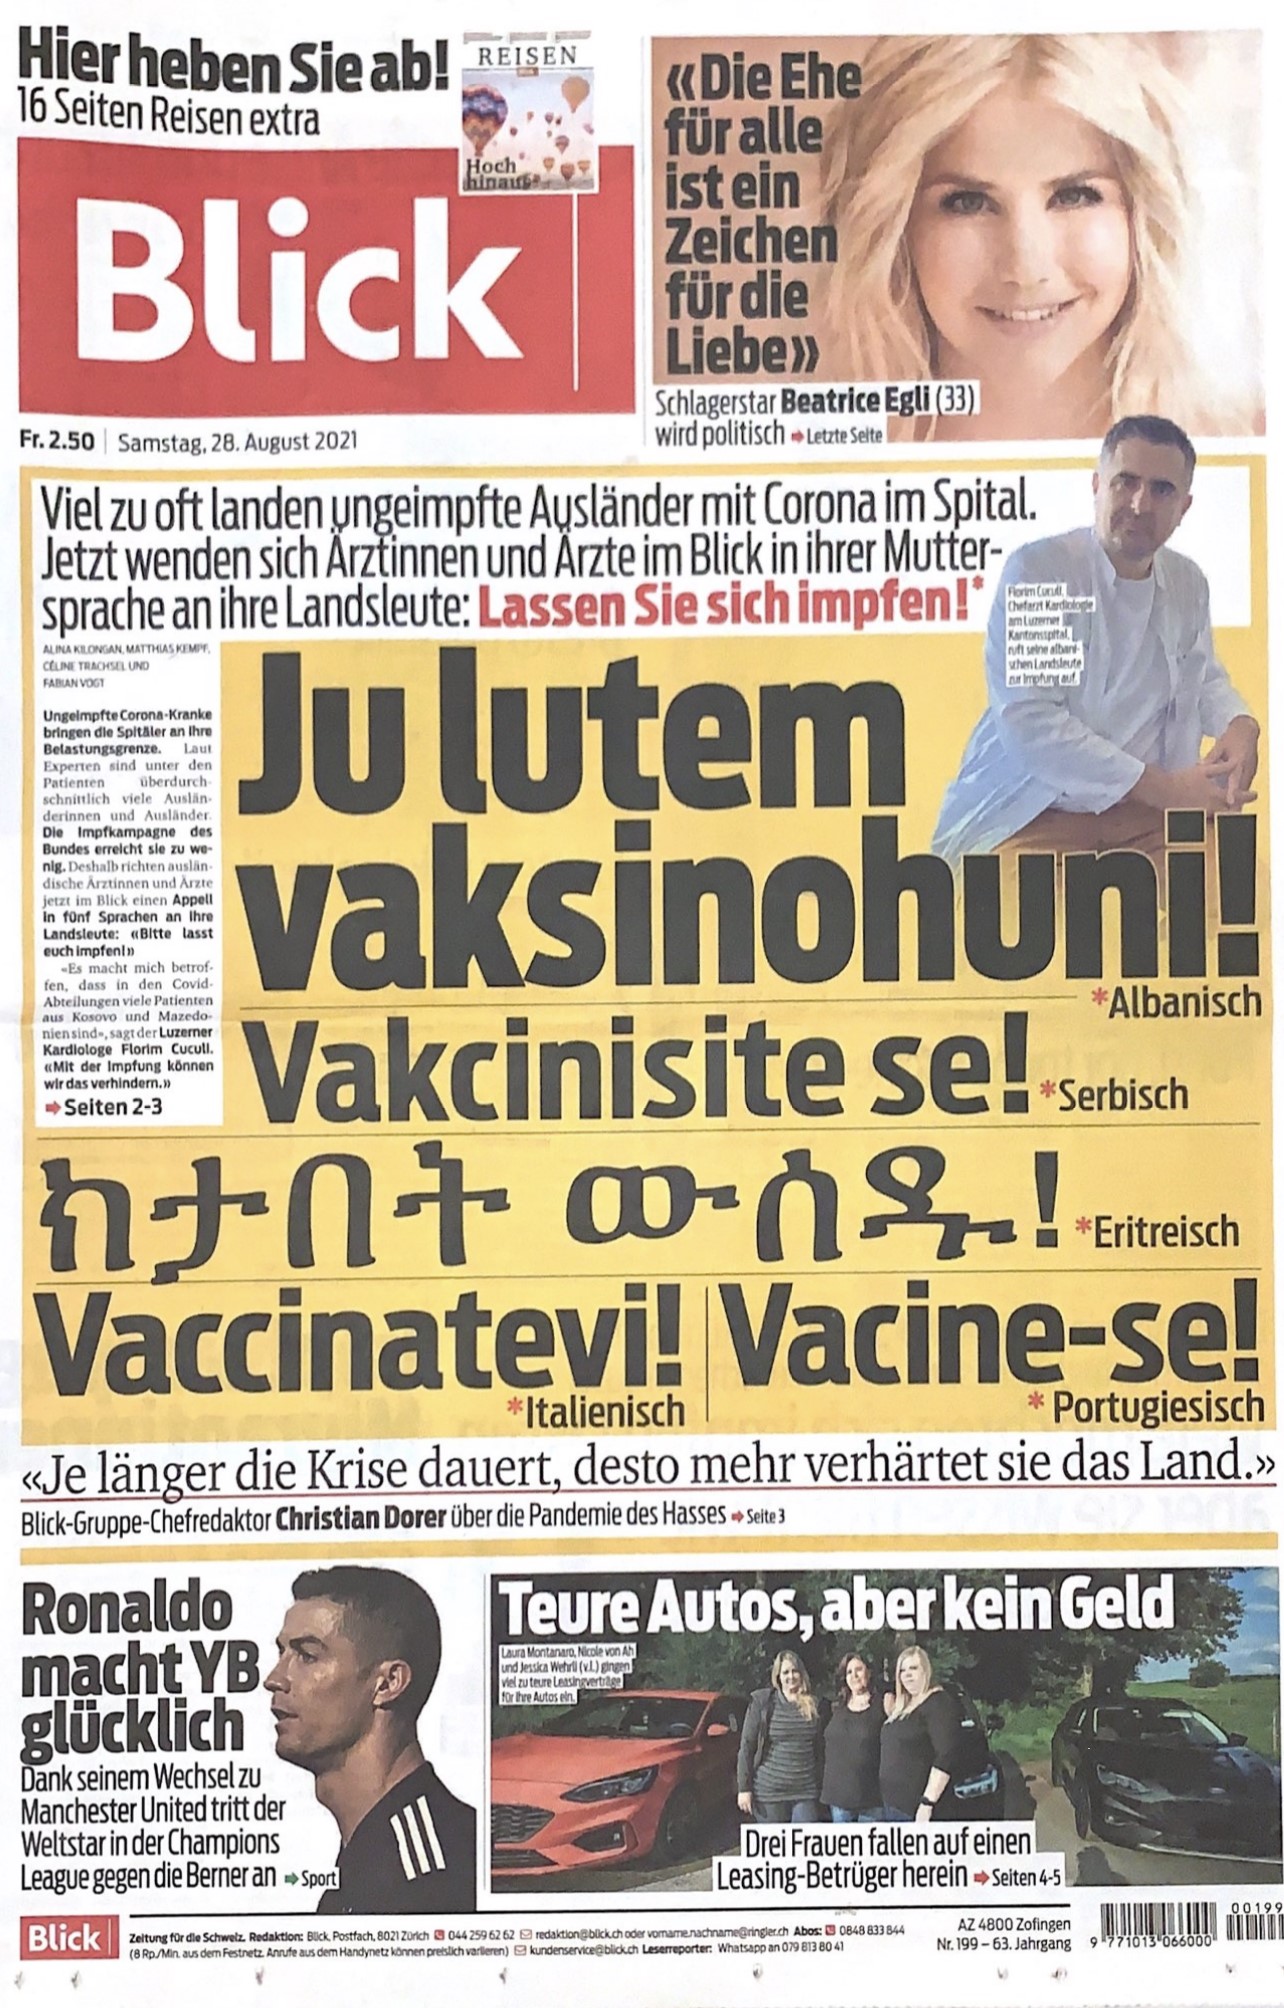 Hier heben Sie ab!
16 Seiten Reisen extra
REISEN
Hoch
hinaus
Blick
«Die Ehe
für alle
ist ein
Zeichen
für die
Liebe»
Schlagerstar Beatrice Egli (33)
wird politisch ➔ Letzte Seite
Fr. 2.50 | Samstag, 28. August 2021
Viel zu oft landen ungeimpfte Ausländer mit Corona im Spital.
Jetzt wenden sich Ärztinnen und Ärzte im Blick in ihrer Mutter-
sprache an ihre Landsleute: Lassen Sie sich impfen!*
Florim Cuculi,
Chefarzt Kardiologie
am Luzerner
Kantonsspital,
ruft seine albani-
schen Landsleute
zur Impfung auf.
ALINA KILONGAN, MATTHIAS KEMPF,
CÉLINE TRACHSEL UND
FABIAN VOGT
Ungeimpfte Corona-Kranke
bringen die Spitäler an ihre
Belastungsgrenze. Laut
Experten sind unter den
Patienten überdurch-
schnittlich viele Auslän-
derinnen und Ausländer.
Die Impfkampagne des
Bundes erreicht sie zu we-
nig. Deshalb richten auslän-
dische Ärztinnen und Ärzte
jetzt im Blick einen Appell
in fünf Sprachen an ihre
Landsleute: «Bitte lasst
euch impfen!»
«Es macht mich betrof-
fen, dass in den Covid-
Abteilungen viele Patienten
aus Kosovo und Mazedo-
nien sind», sagt der Luzerner
Kardiologe Florim Cuculi.
«Mit der Impfung können
wir das verhindern.»
➔ Seiten 2-3
Ju lutem
vaksinohuni!
*Albanisch
Vakcinisite se! *Serbisch
ክታበት ውሰዱ! *Eritreisch
Vaccinatevi! | Vacine-se!
*Italienisch
* Portugiesisch
«Je länger die Krise dauert, desto mehr verhärtet sie das Land.»
Blick-Gruppe-Chefredaktor Christian Dorer über die Pandemie des Hasses ➔ Seite 3
Ronaldo
macht YB
glücklich
Dank seinem Wechsel zu
Manchester United tritt der
Weltstar in der Champions
League gegen die Berner an ➔ Sport
Teure Autos, aber kein Geld
Laura Montanaro, Nicole von Ah
und Jessica Wehrli (v.l.) gingen
viel zu teure Leasingverträge
für ihre Autos ein.
Drei Frauen fallen auf einen
Leasing-Betrüger herein ➔ Seiten 4-5
Blick
Zeitung für die Schweiz. Redaktion: Blick, Postfach, 8021 Zürich 044 259 62 62 redaktion@blick.ch oder vorname.nachname@ringier.ch Abos: 0848 833 844
(8 Rp./Min. aus dem Festnetz. Anrufe aus dem Handynetz können preislich variieren) kundenservice@blick.ch Leserreporter: Whatsapp an 079 813 80 41
AZ 4800 Zofingen
Nr. 199 – 63. Jahrgang
00199
9 771013 066000